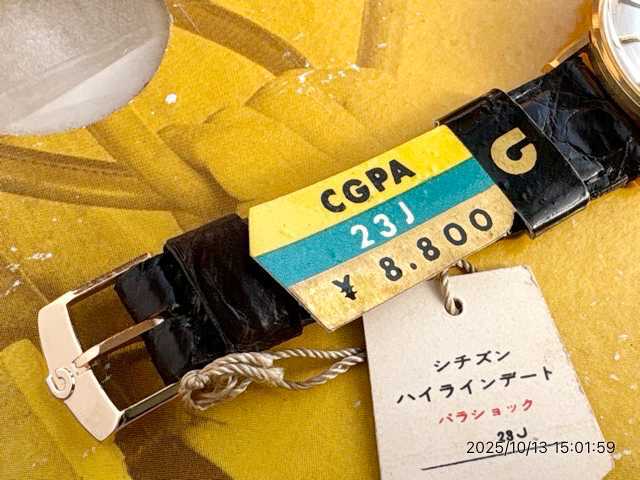 CGPA
23J
¥ 8.800
シチズン
ハイラインデート
パラショック
23J
2025/10/13 15:01:59